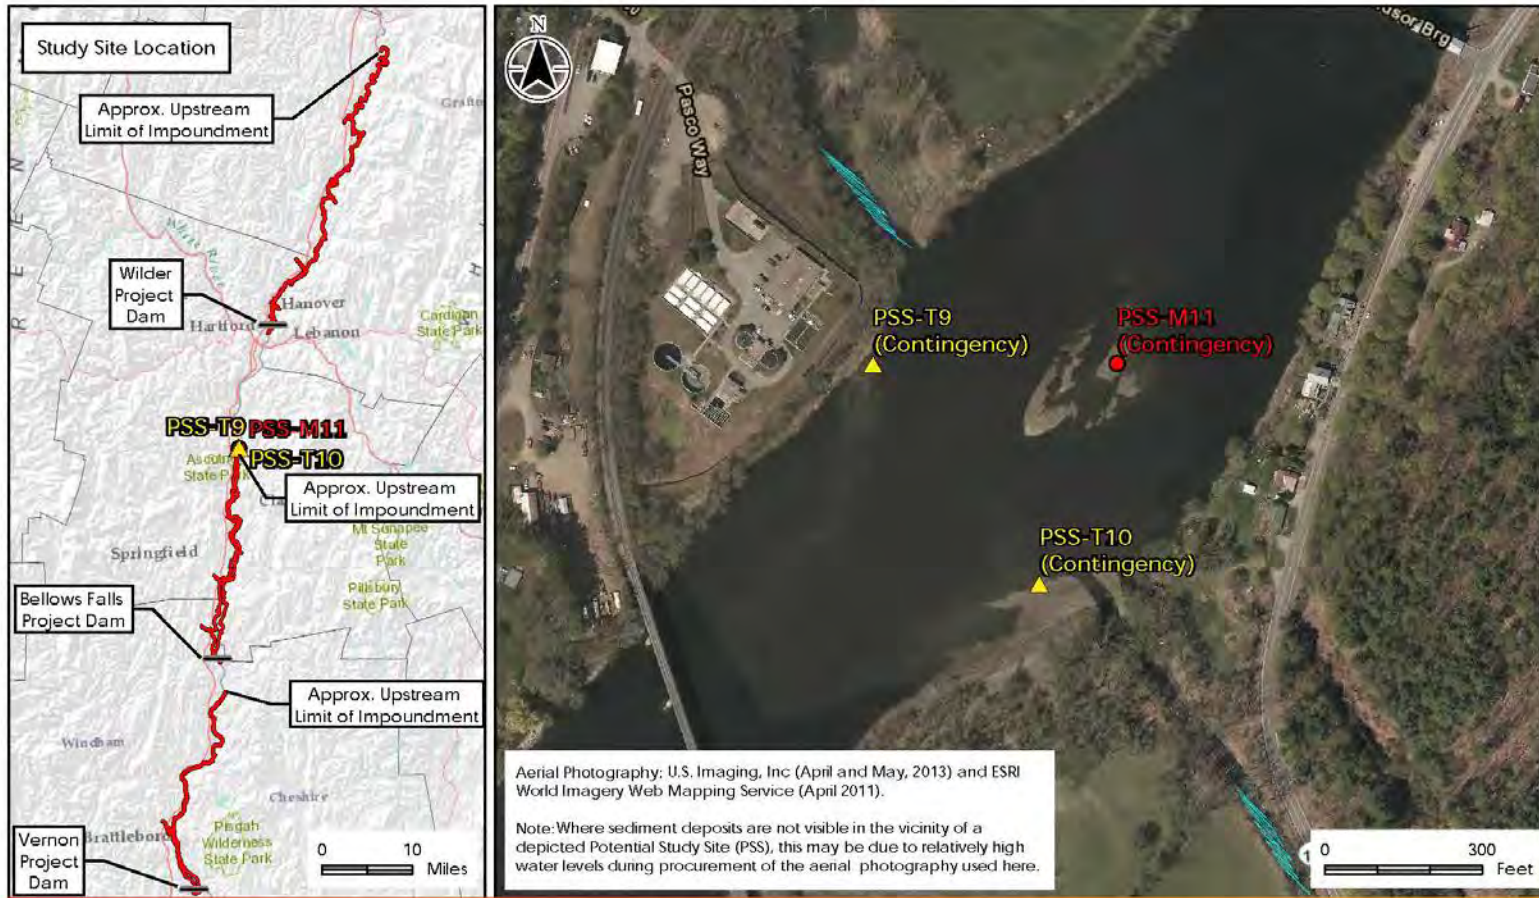 Study Site Location
Approx. Upstream
Limit of Impoundment
White River
Wilder
Project
Dam
Hanover
Hartford
Lebanon
Cardigan
State Park
PSS-T9
PSS-M11
PSS-T10
State Park
Approx. Upstream
Limit of Impoundment
Mt Sunapee
State
Park
Springfield
Pillsbury
State Park
Bellows Falls
Project Dam
Approx. Upstream
Limit of Impoundment
Windham
Cheshire
Brattleboro
Pisgah
Wilderness
State Park
Vernon
Project
Dam
0 10
Miles
N
Pasco Way
dsor Brg
PSS-T9
(Contingency)
PSS-M11
(Contingency)
PSS-T10
(Contingency)
Aerial Photography: U.S. Imaging, Inc (April and May, 2013) and ESRI
World Imagery Web Mapping Service (April 2011).
Note: Where sediment deposits are not visible in the vicinity of a
depicted Potential Study Site (PSS), this may be due to relatively high
water levels during procurement of the aerial photography used here.
0 300
Feet